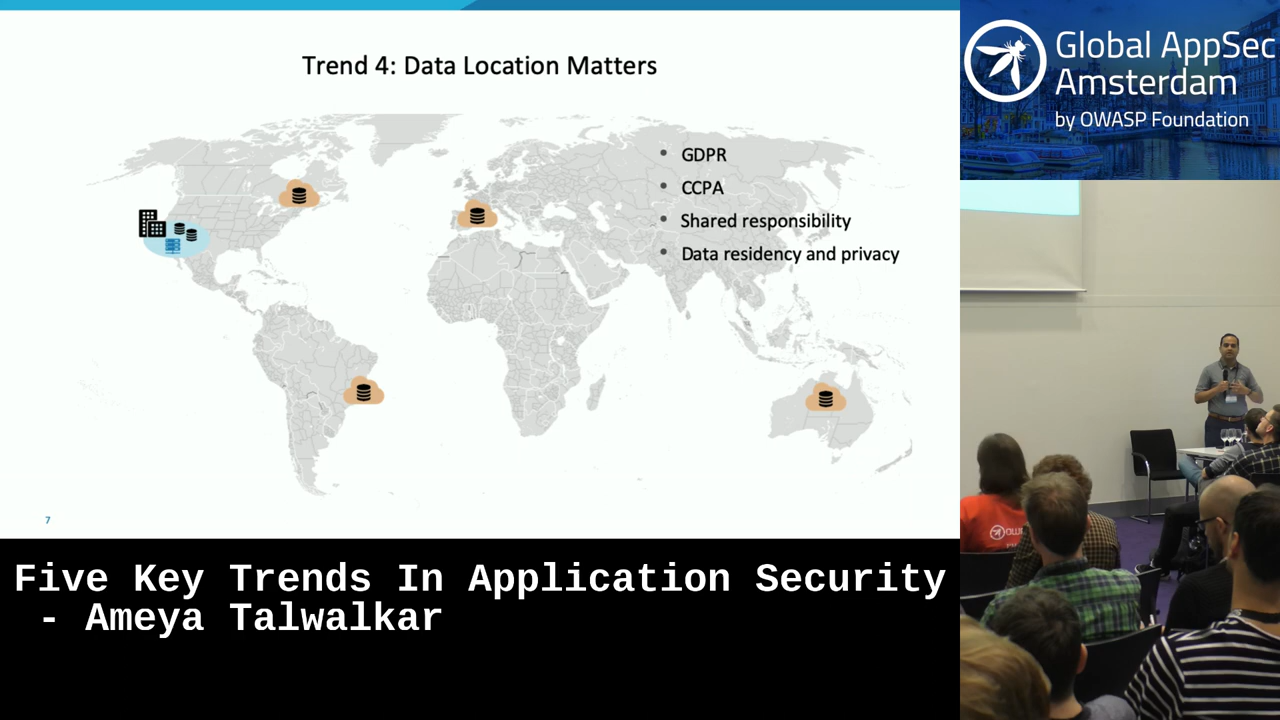 Trend 4: Data Location Matters
GDPR
CCPA
Shared responsibility
Data residency and privacy
7
Five Key Trends In Application Security
- Ameya Talwalkar
Global AppSec
Amsterdam
by OWASP Foundation